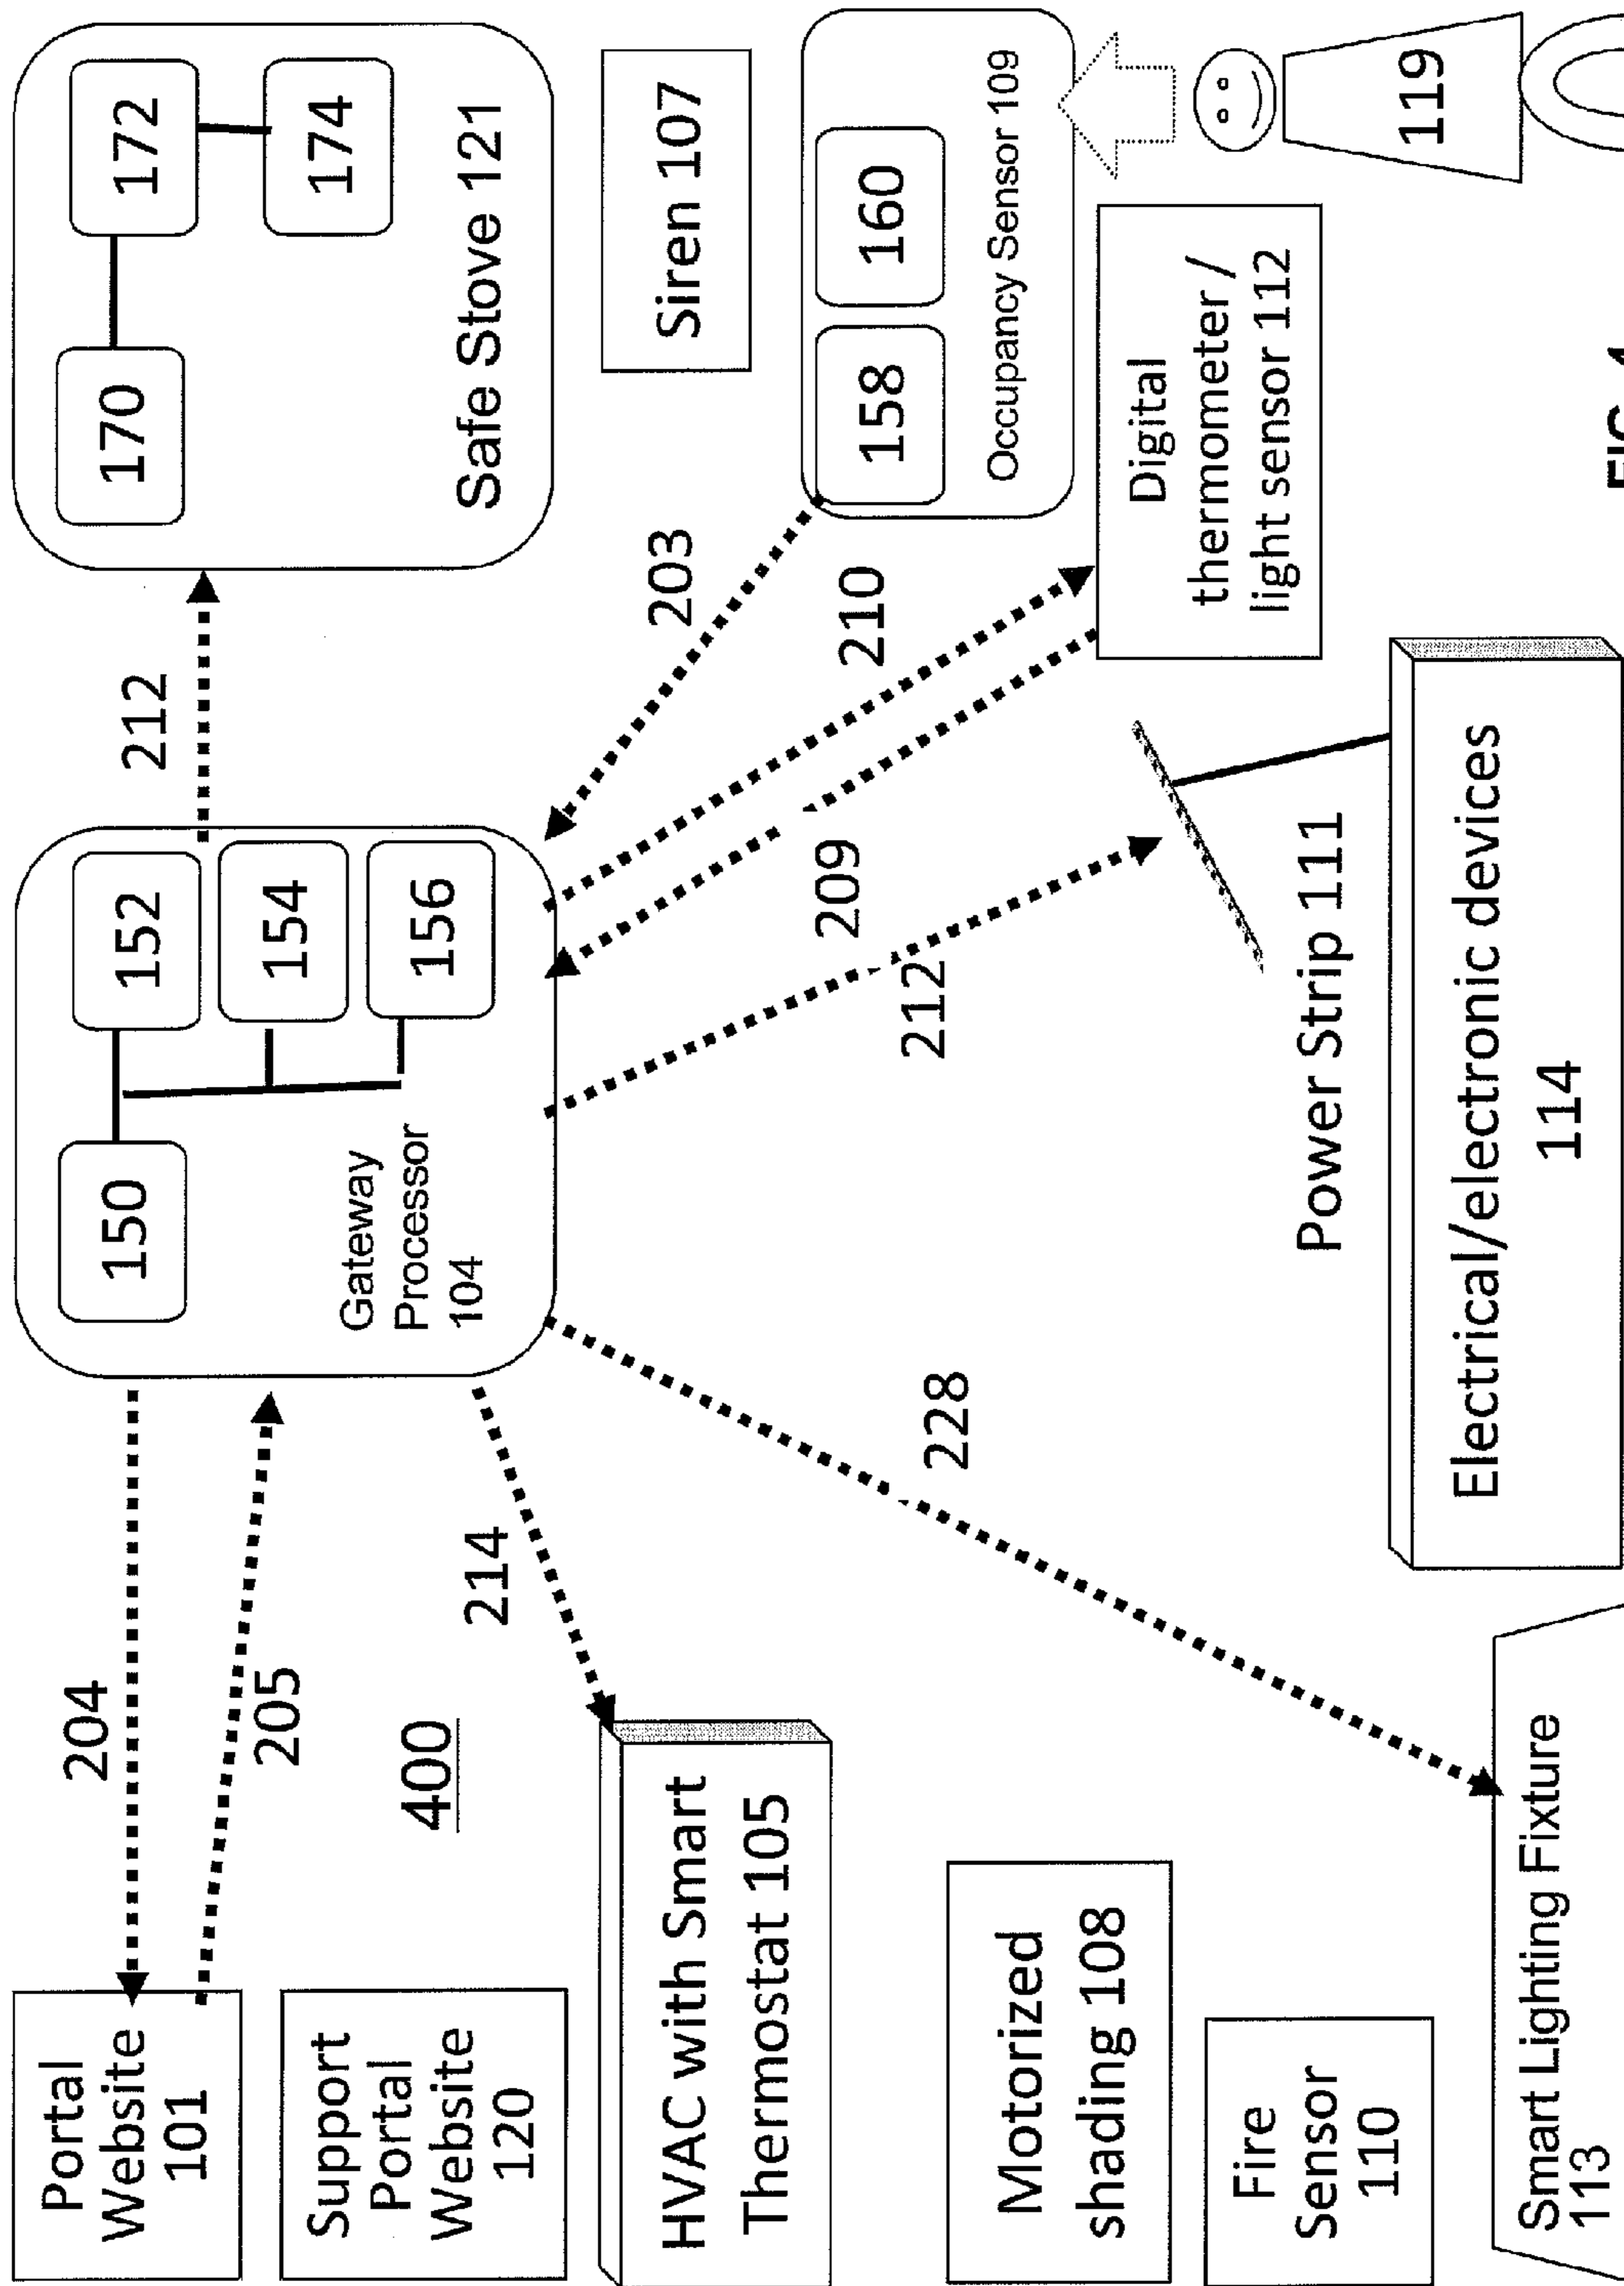 Portal
Website
101
204
205
150
152
154
156
Gateway
Processor
104
212
170
172
174
Safe Stove 121
Support
Portal
Website
120
400
214
203
Siren 107
HVAC with Smart
Thermostat 105
210
158
160
Occupancy Sensor 109
209
212
228
Motorized
shading 108
Digital
thermometer /
light sensor 112
Fire
Sensor
110
Power Strip 111
119
Smart Lighting Fixture
113
Electrical/electronic devices
114